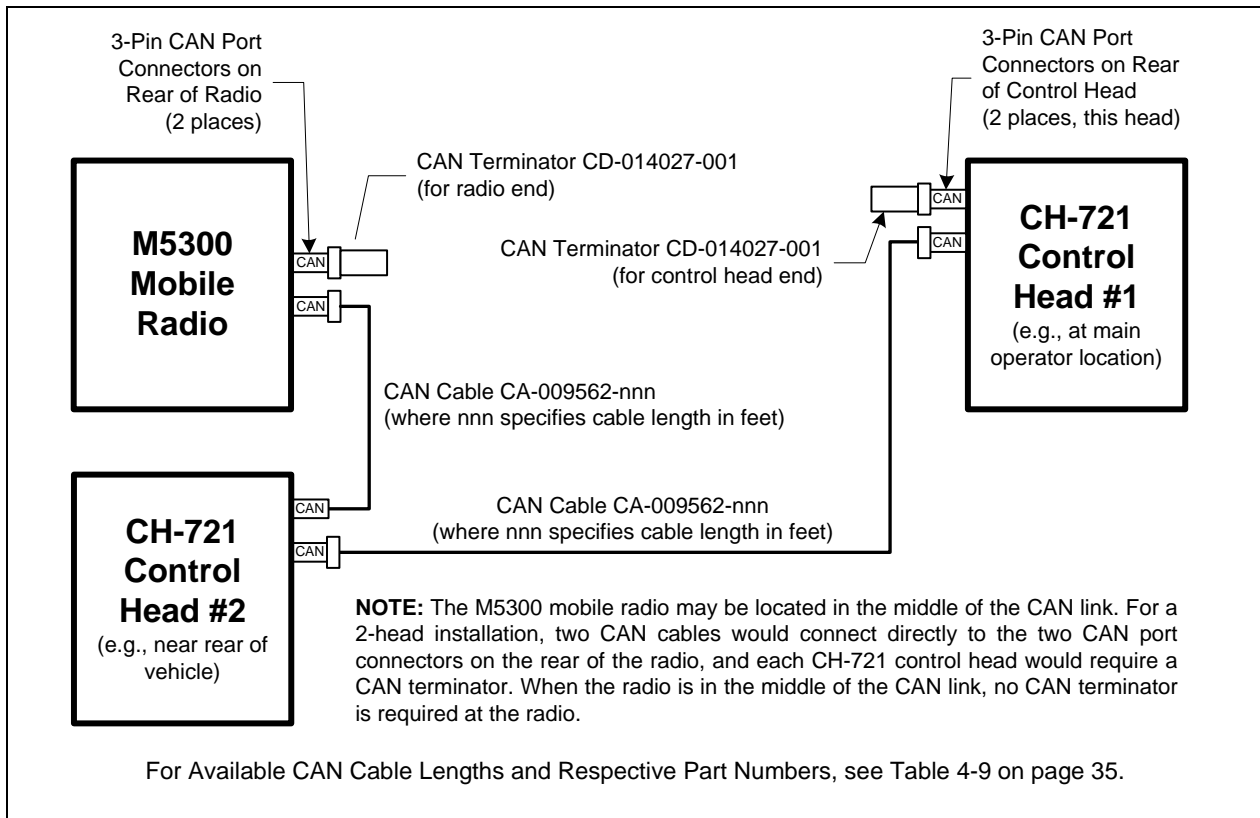 3-Pin CAN Port
Connectors on
Rear of Radio
(2 places)
3-Pin CAN Port
Connectors on Rear
of Control Head
(2 places, this head)
CAN Terminator CD-014027-001
(for radio end)
M5300
Mobile
Radio
CAN
CAN
CAN Terminator CD-014027-001
(for control head end)
CAN
CAN
CH-721
Control
Head #1
(e.g., at main
operator location)
CAN Cable CA-009562-nnn
(where nnn specifies cable length in feet)
CH-721
Control
Head #2
(e.g., near rear of
vehicle)
CAN
CAN
CAN Cable CA-009562-nnn
(where nnn specifies cable length in feet)
NOTE: The M5300 mobile radio may be located in the middle of the CAN link. For a
2-head installation, two CAN cables would connect directly to the two CAN port
connectors on the rear of the radio, and each CH-721 control head would require a
CAN terminator. When the radio is in the middle of the CAN link, no CAN terminator
is required at the radio.
For Available CAN Cable Lengths and Respective Part Numbers, see Table 4-9 on page 35.